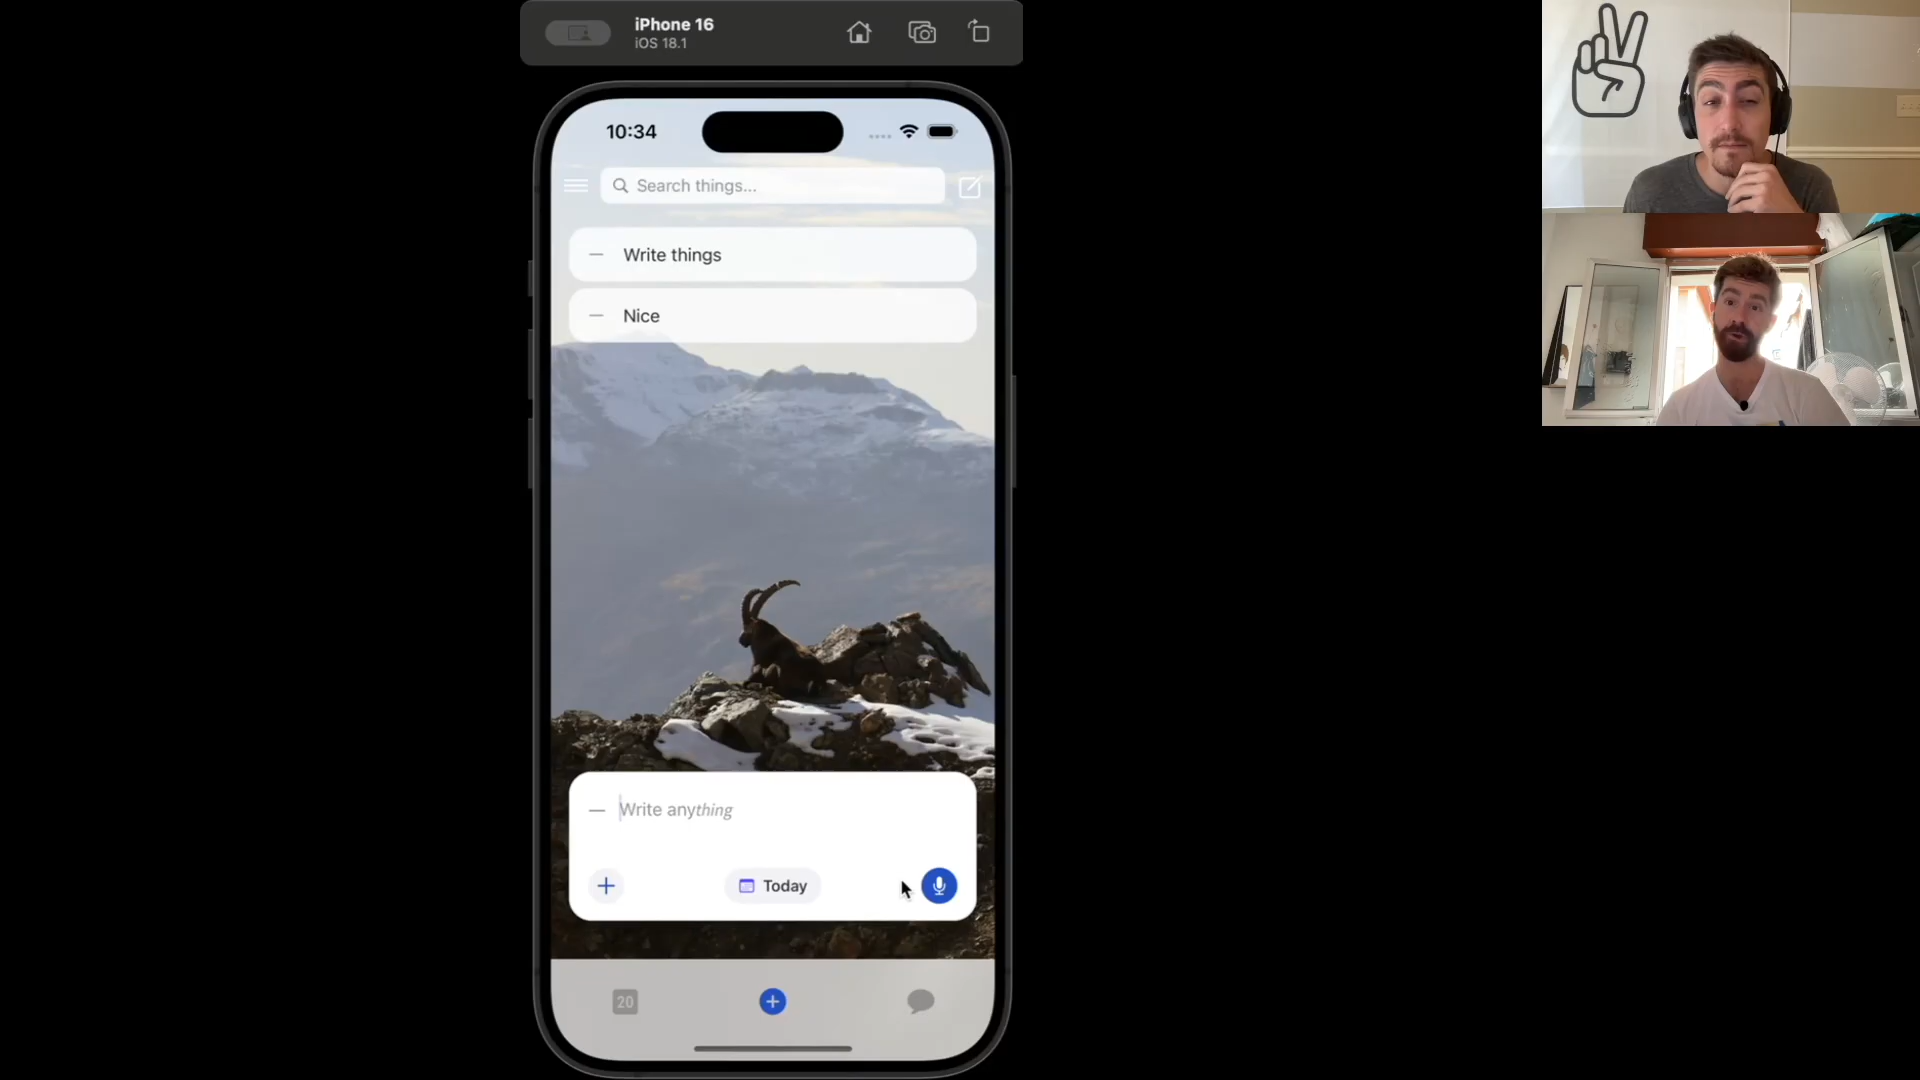 iPhone 16
iOS 18.1
10:34
Search things...
Write things
Nice
Write anything
Today
20